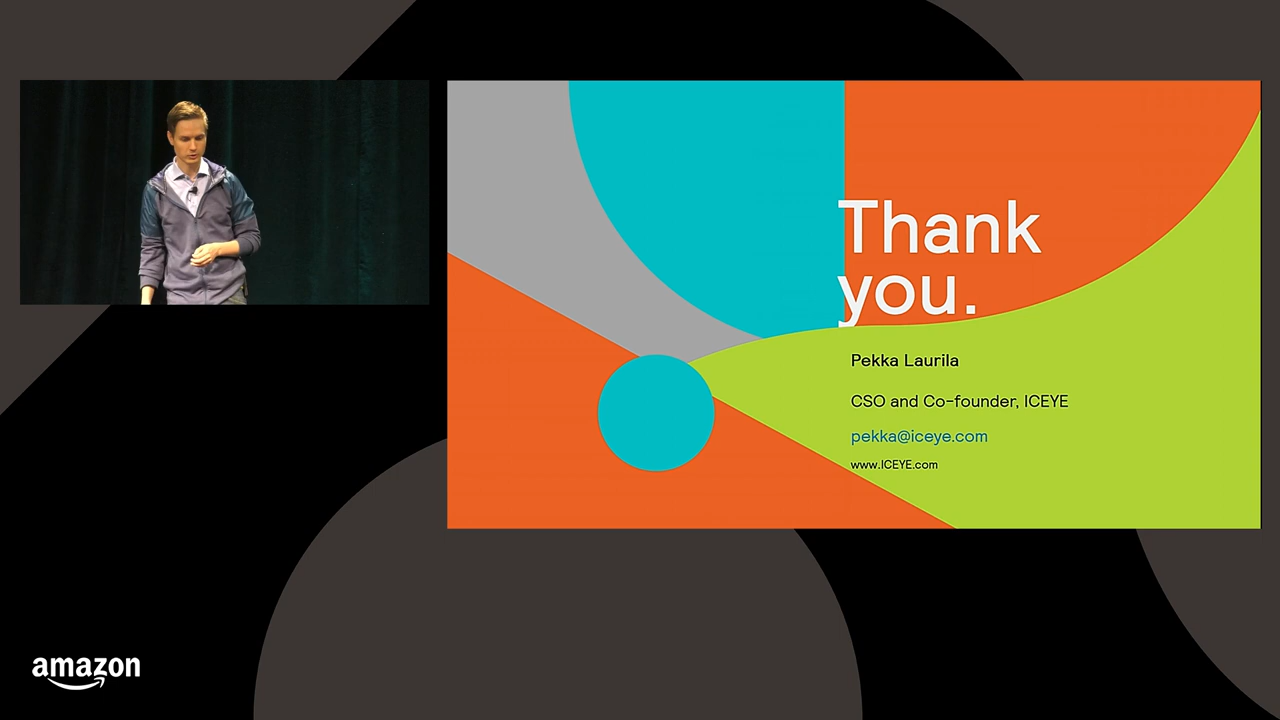 Thank
you.
Pekka Laurila
CSO and Co-founder, ICEYE
pekka@iceye.com
www.ICEYE.com
amazon